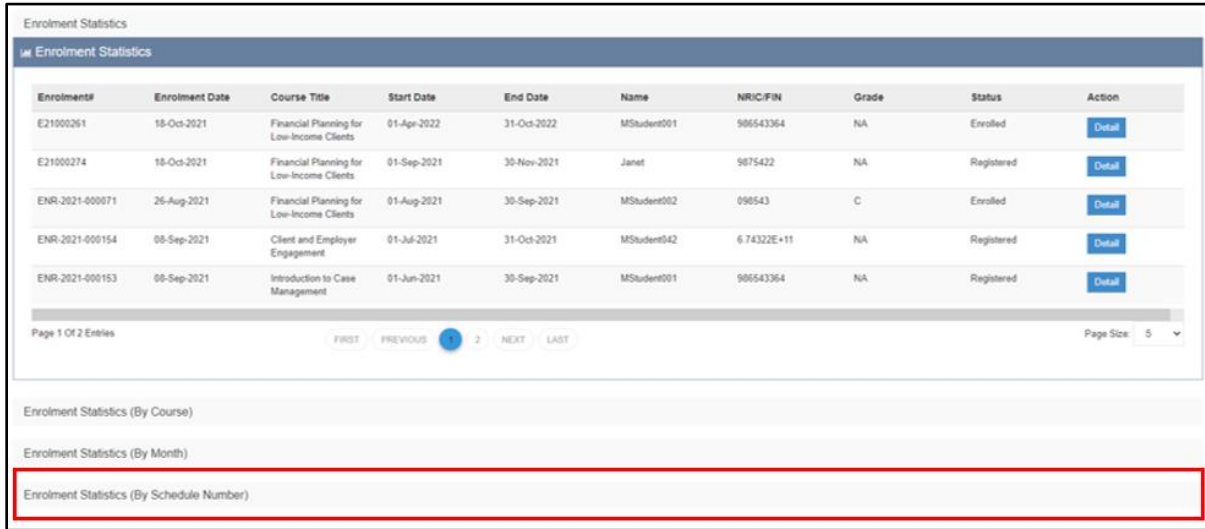 Enrolment Statistics
Enrolment Statistics
Enrolment# Enrolment Date Course Title Start Date End Date Name NRIC/FIN Grade Status Action
E21000261 18-Oct-2021 Financial Planning for Low-Income Clients 01-Apr-2022 31-Oct-2022 MStudent001 986543364 NA Enrolled Detail
E21000274 18-Oct-2021 Financial Planning for Low-Income Clients 01-Sep-2021 30-Nov-2021 Janet 9875422 NA Registered Detail
ENR-2021-000071 26-Aug-2021 Financial Planning for Low-Income Clients 01-Aug-2021 30-Sep-2021 MStudent002 098543 C Enrolled Detail
ENR-2021-000154 08-Sep-2021 Client and Employer Engagement 01-Jul-2021 31-Oct-2021 MStudent042 6.74322E+11 NA Registered Detail
ENR-2021-000153 08-Sep-2021 Introduction to Case Management 01-Jun-2021 30-Sep-2021 MStudent001 986543364 NA Registered Detail
Page 1 Of 2 Entries FIRST PREVIOUS 1 2 NEXT LAST Page Size: 5
Enrolment Statistics (By Course)
Enrolment Statistics (By Month)
Enrolment Statistics (By Schedule Number)